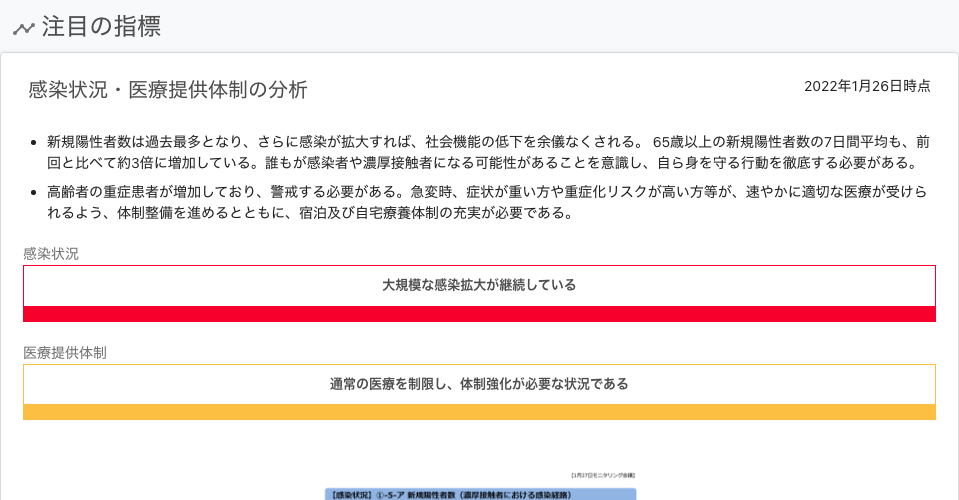 注目の指標
感染状況・医療提供体制の分析
2022年1月26日時点
• 新規陽性者数は過去最多となり、さらに感染が拡大すれば、社会機能の低下を余儀なくされる。 65歳以上の新規陽性者数の7日間平均も、前
回と比べて約3倍に増加している。誰もが感染者や濃厚接触者になる可能性があることを意識し、自ら身を守る行動を徹底する必要がある。
• 高齢者の重症患者が増加しており、警戒する必要がある。急変時、症状が重い方や重症化リスクが高い方等が、速やかに適切な医療が受けら
れるよう、体制整備を進めるとともに、宿泊及び自宅療養体制の充実が必要である。
感染状況
大規模な感染拡大が継続している
医療提供体制
通常の医療を制限し、体制強化が必要な状況である
【1月27日モニタリング会議】
【感染状況】①-5-ア 新規陽性者数（濃厚接触者における感染経路）